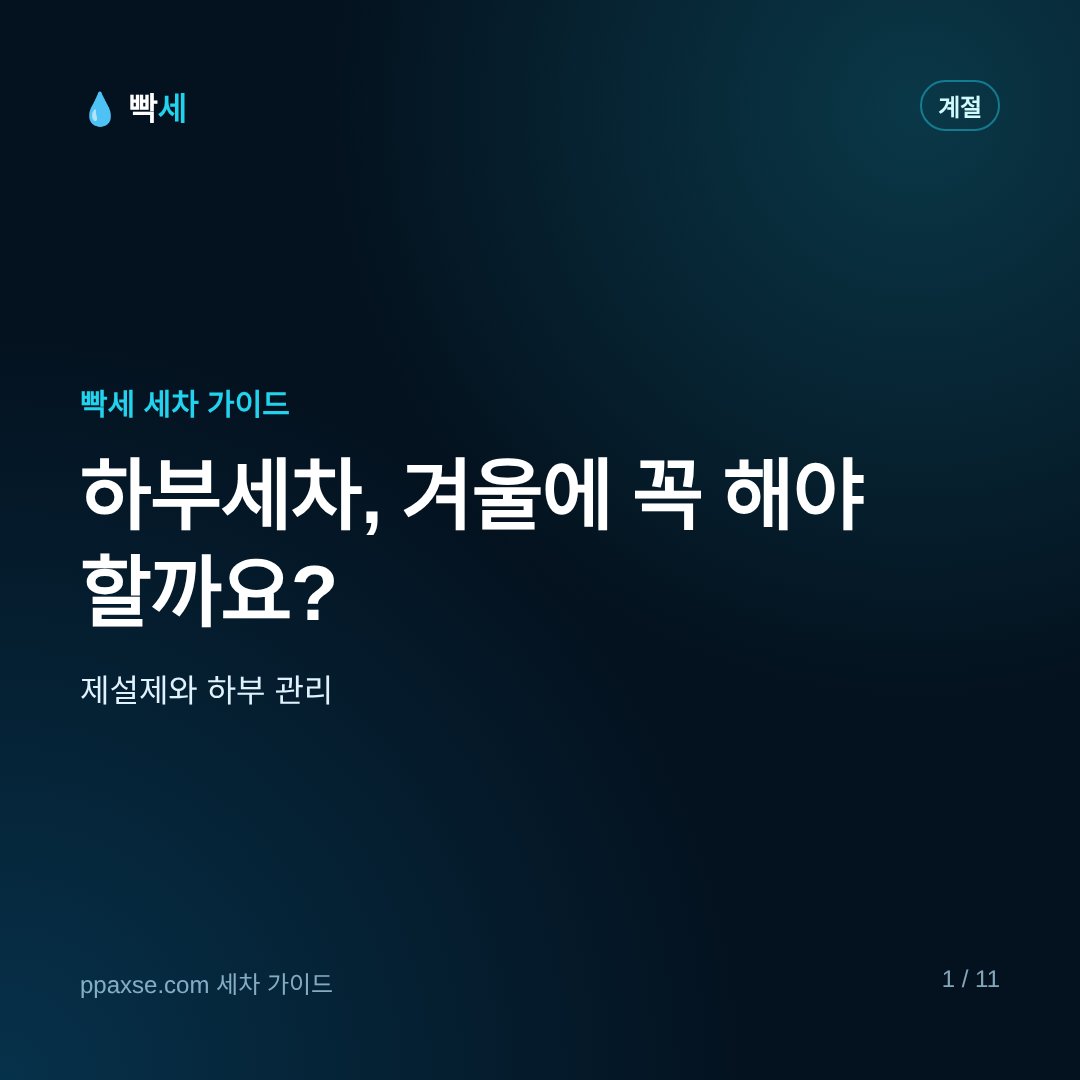 빡세
계절
빡세 세차 가이드
하부세차, 겨울에 꼭 해야
할까요?
제설제와 하부 관리
ppaxse.com 세차 가이드
1 / 11